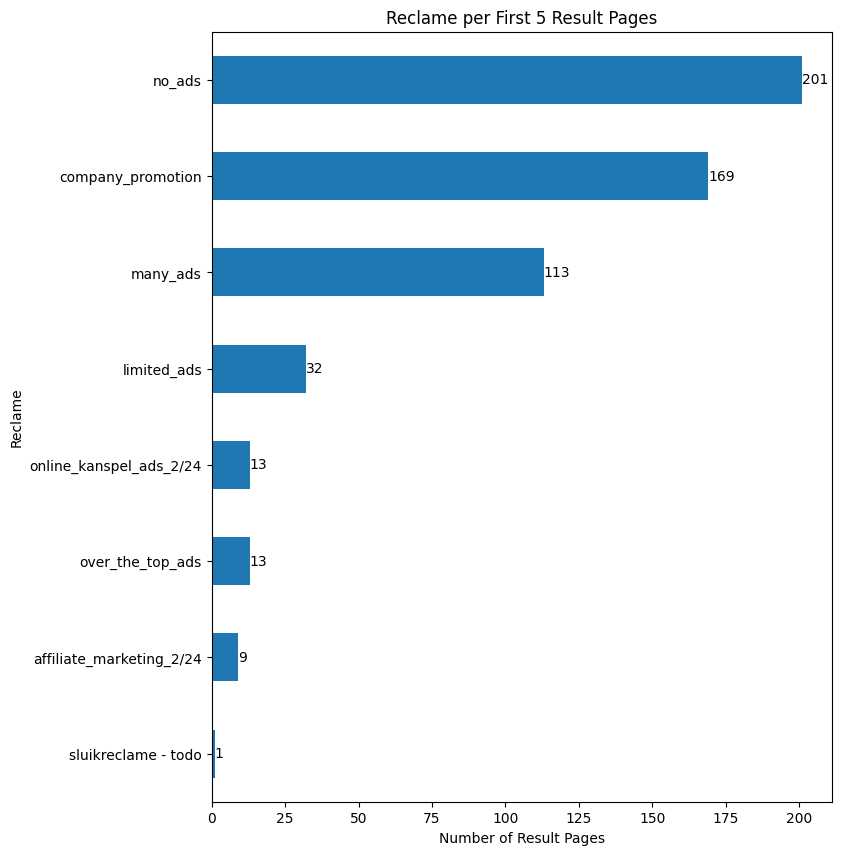 Reclame per First 5 Result Pages
no_ads 201
company_promotion 169
many_ads 113
limited_ads 32
Reclame
online_kanspel_ads_2/24 13
over_the_top_ads 13
affiliate_marketing_2/24 9
sluikreclame - todo 1
0 25 50 75 100 125 150 175 200
Number of Result Pages